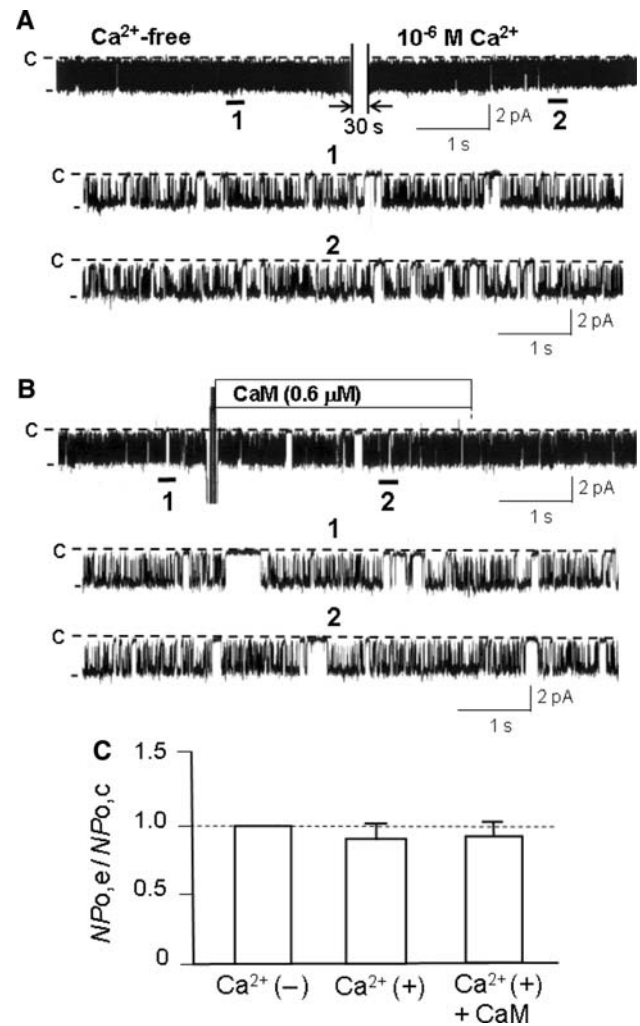 A
Ca²⁺-free
10⁻⁶ M Ca²⁺
C
-
1
30 s
2 pA
1 s
2
1
C
-
2
C
-
2 pA
1 s
B
CaM (0.6 μM)
C
-
1
2
2 pA
1 s
1
C
-
2
C
-
2 pA
1 s
C
1.5
1.0
0.5
0
NPo,e / NPo,c
Ca²⁺ (−)
Ca²⁺ (+)
Ca²⁺ (+)
+ CaM